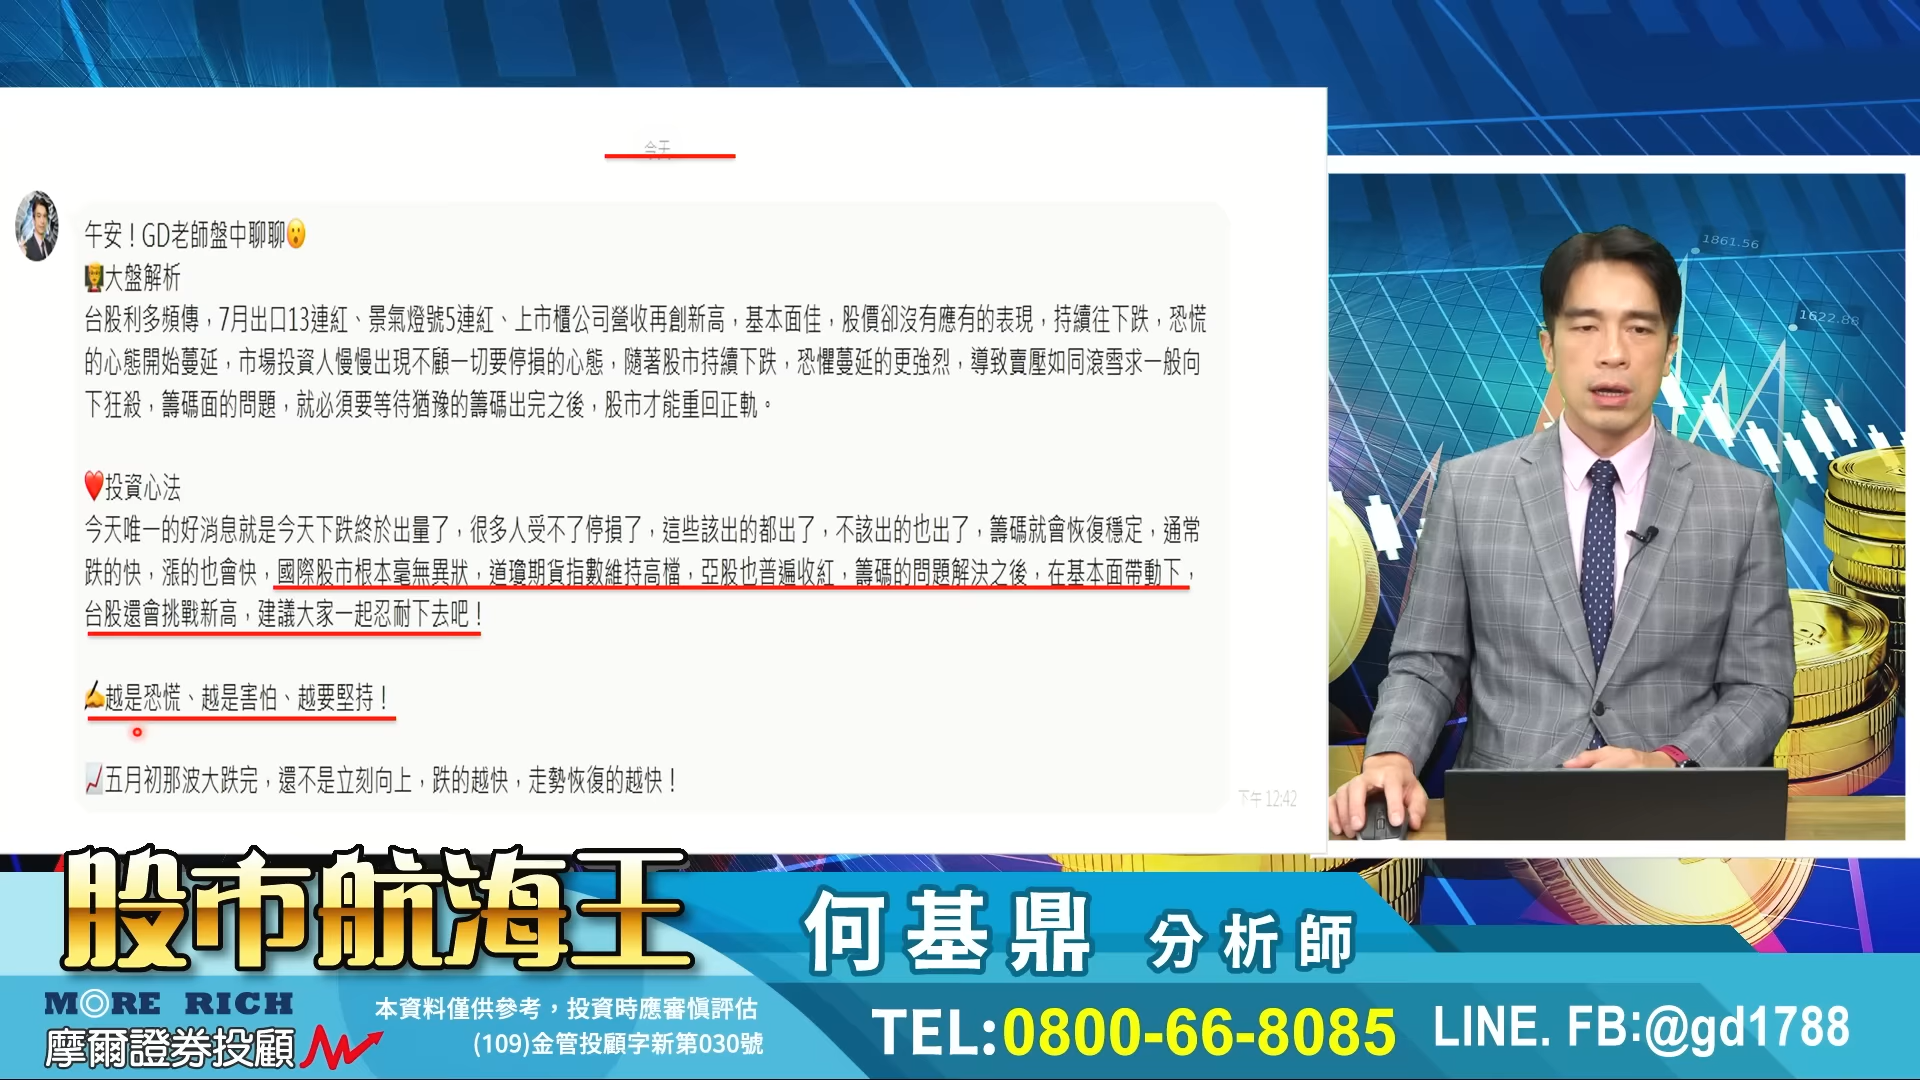 今天
午安！GD老師盤中聊聊😮
👩‍🏫大盤解析
台股利多頻傳，7月出口13連紅、景氣燈號5連紅、上市櫃公司營收再創新高，基本面佳，股價卻沒有應有的表現，持續往下跌，恐慌
的心態開始蔓延，市場投資人慢慢出現不顧一切要停損的心態，隨著股市持續下跌，恐懼蔓延的更強烈，導致賣壓如同滾雪求一般向
下狂殺，籌碼面的問題，就必須要等待猶豫的籌碼出完之後，股市才能重回正軌。
❤️投資心法
今天唯一的好消息就是今天下跌終於出量了，很多人受不了停損了，這些該出的都出了，不該出的也出了，籌碼就會恢復穩定，通常
跌的快，漲的也會快，國際股市根本毫無異狀，道瓊期貨指數維持高檔，亞股也普遍收紅，籌碼的問題解決之後，在基本面帶動下，
台股還會挑戰新高，建議大家一起忍耐下去吧！
✍️越是恐慌、越是害怕、越要堅持！
📈五月初那波大跌完，還不是立刻向上，跌的越快，走勢恢復的越快！
下午 12:42
1861.56
1622.88
股市航海王
何基鼎 分析師
MORE RICH
摩爾證券投顧
本資料僅供參考，投資時應審慎評估
(109)金管投顧字新第030號
TEL:0800-66-8085
LINE. FB:@gd1788